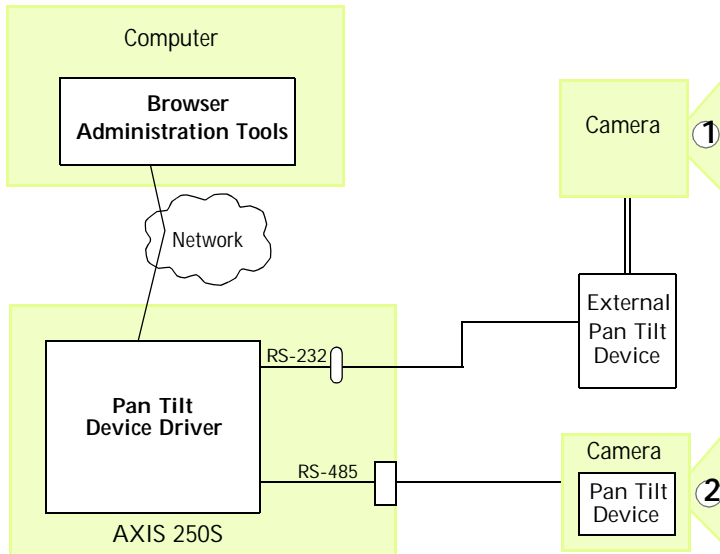 Computer
Browser
Administration Tools
Network
Camera
1
External
Pan Tilt
Device
RS-232
Pan Tilt
Device Driver
RS-485
AXIS 250S
Camera
Pan Tilt
Device
2